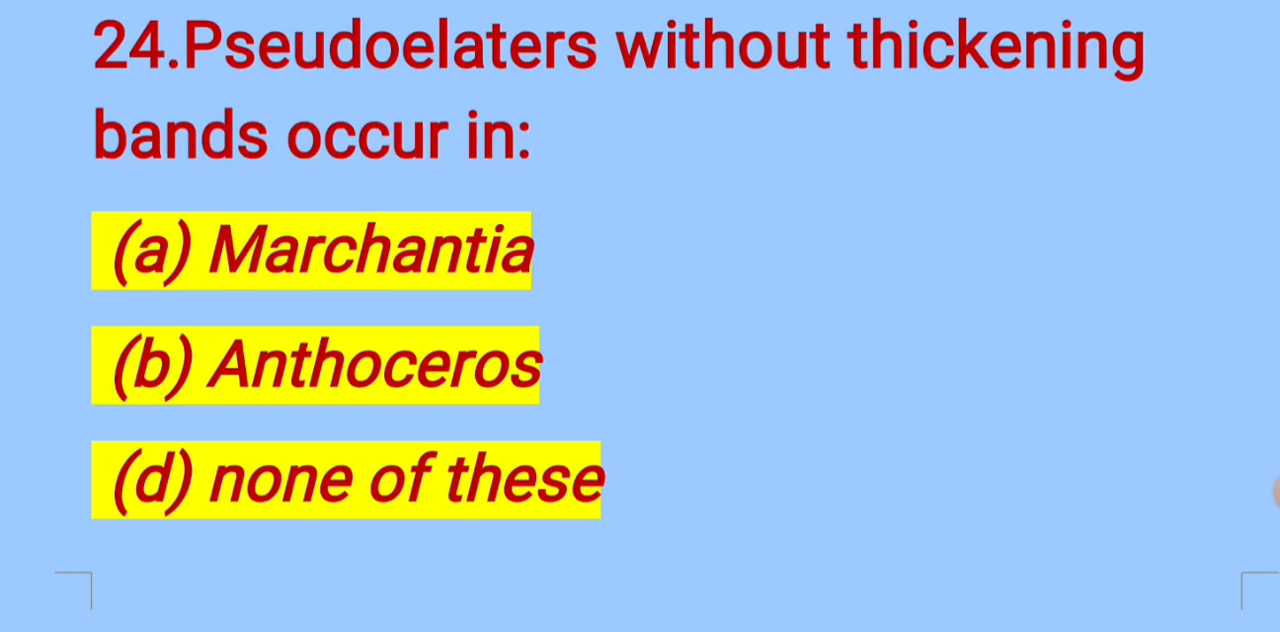 24.Pseudoelaters without thickening
bands occur in:
(a) Marchantia
(b) Anthoceros
(d) none of these